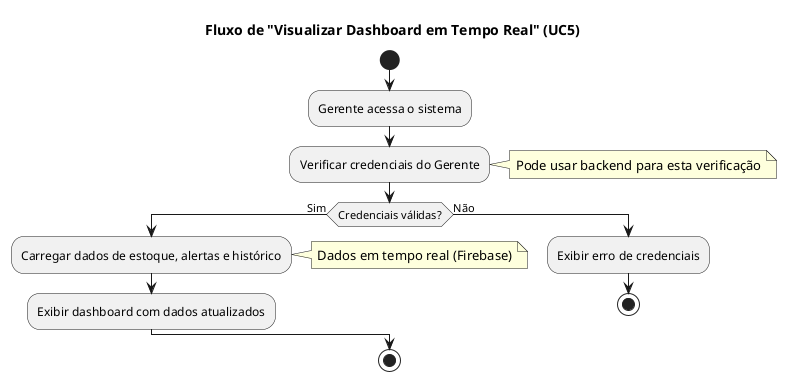 Fluxo de "Visualizar Dashboard em Tempo Real" (UC5)
Gerente acessa o sistema
Verificar credenciais do Gerente
Pode usar backend para esta verificação
Credenciais válidas?
Sim
Não
Carregar dados de estoque, alertas e histórico
Dados em tempo real (Firebase)
Exibir erro de credenciais
Exibir dashboard com dados atualizados